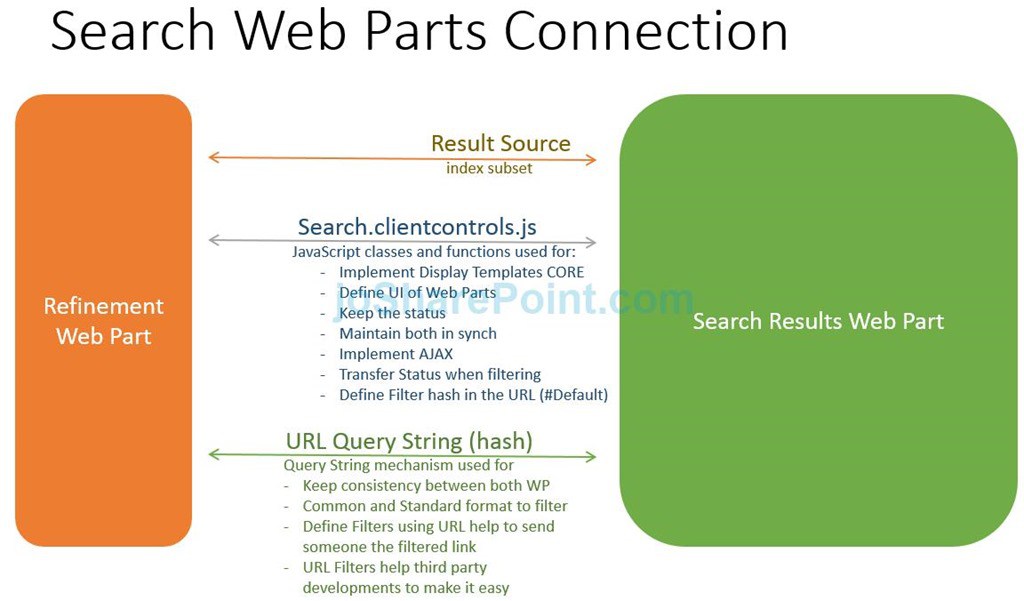 Search Web Parts Connection
Result Source
index subset
Search.clientcontrols.js
JavaScript classes and functions used for:
- Implement Display Templates CORE
- Define UI of Web Parts
- Keep the status
- Maintain both in synch
- Implement AJAX
- Transfer Status when filtering
- Define Filter hash in the URL (#Default)
URL Query String (hash)
Query String mechanism used for
- Keep consistency between both WP
- Common and Standard format to filter
- Define Filters using URL help to send
someone the filtered link
- URL Filters help third party
developments to make it easy
Refinement
Web Part
Search Results Web Part